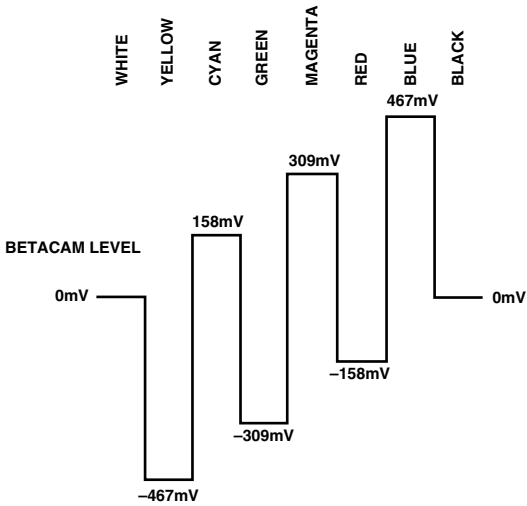 WHITE
YELLOW
CYAN
GREEN
MAGENTA
RED
BLUE
BLACK
467mV
309mV
158mV
BETACAM LEVEL
0mV
0mV
–158mV
–309mV
–467mV